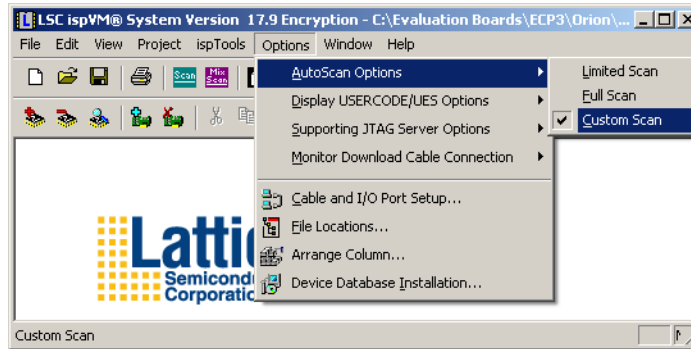 LSC ispVM® System Version 17.9 Encryption - C:\Evaluation Boards\ECP3\Orion\...
File Edit View Project ispTools Options Window Help
Scan Mix Scan
AutoScan Options
Limited Scan
Display USERCODE/UES Options
Full Scan
Supporting JTAG Server Options
Custom Scan
Monitor Download Cable Connection
Cable and I/O Port Setup...
File Locations...
Arrange Column...
Device Database Installation...
Lattic
Semicond
Corporatio
Custom Scan